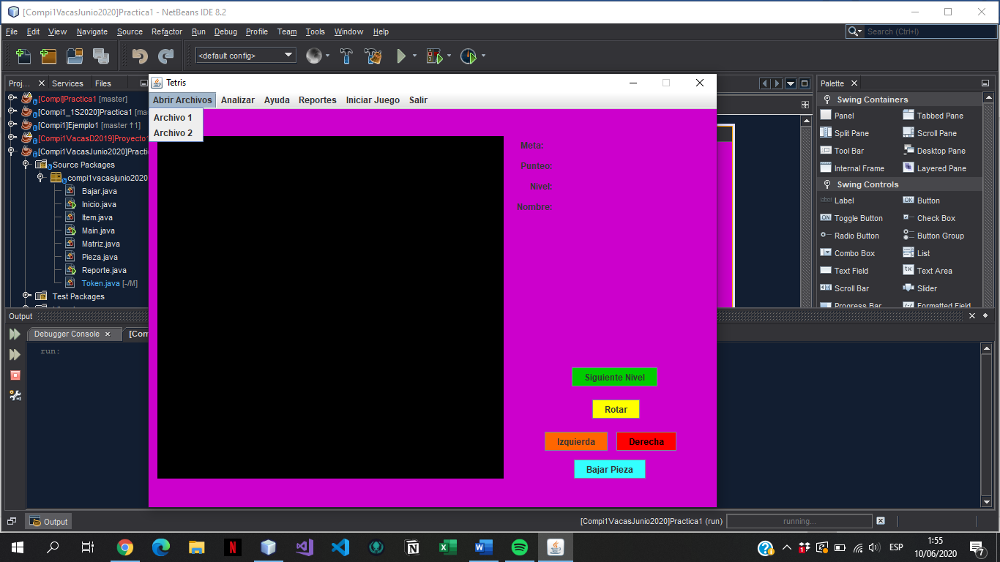 [Compi1VacasJunio2020]Practica1 - NetBeans IDE 8.2
File Edit View Navigate Source Refactor Run Debug Profile Team Tools Window Help
Search (Ctrl+I)
<default config>
Proj... Services Files
[Compi]Practica1 [master]
[Compi1_1S2020]Practica1 [mas
[Compi1]Ejemplo1 [master ↑1]
[Compi1VacasD2019]Proyecto1
[Compi1VacasJunio2020]Practic
Source Packages
compi1vacasjunio2020
Bajar.java
Inicio.java
Item.java
Main.java
Matriz.java
Pieza.java
Reporte.java
Token.java [-/M]
Test Packages
Tetris
Abrir Archivos Analizar Ayuda Reportes Iniciar Juego Salir
Archivo 1
Archivo 2
Meta:
Punteo:
Nivel:
Nombre:
Siguiente Nivel
Rotar
Izquierda Derecha
Bajar Pieza
Palette
Swing Containers
Panel Tabbed Pane
Split Pane Scroll Pane
Tool Bar Desktop Pane
Internal Frame Layered Pane
Swing Controls
label Label OK Button
ON Toggle Button Check Box
Radio Button Button Group
Combo Box List
Text Field Text Area
Scroll Bar Slider
Progress Bar Formatted Field
Output
Debugger Console [Com
run:
Output
[Compi1VacasJunio2020]Practica1 (run) running...
ESP
1:55
10/06/2020
7